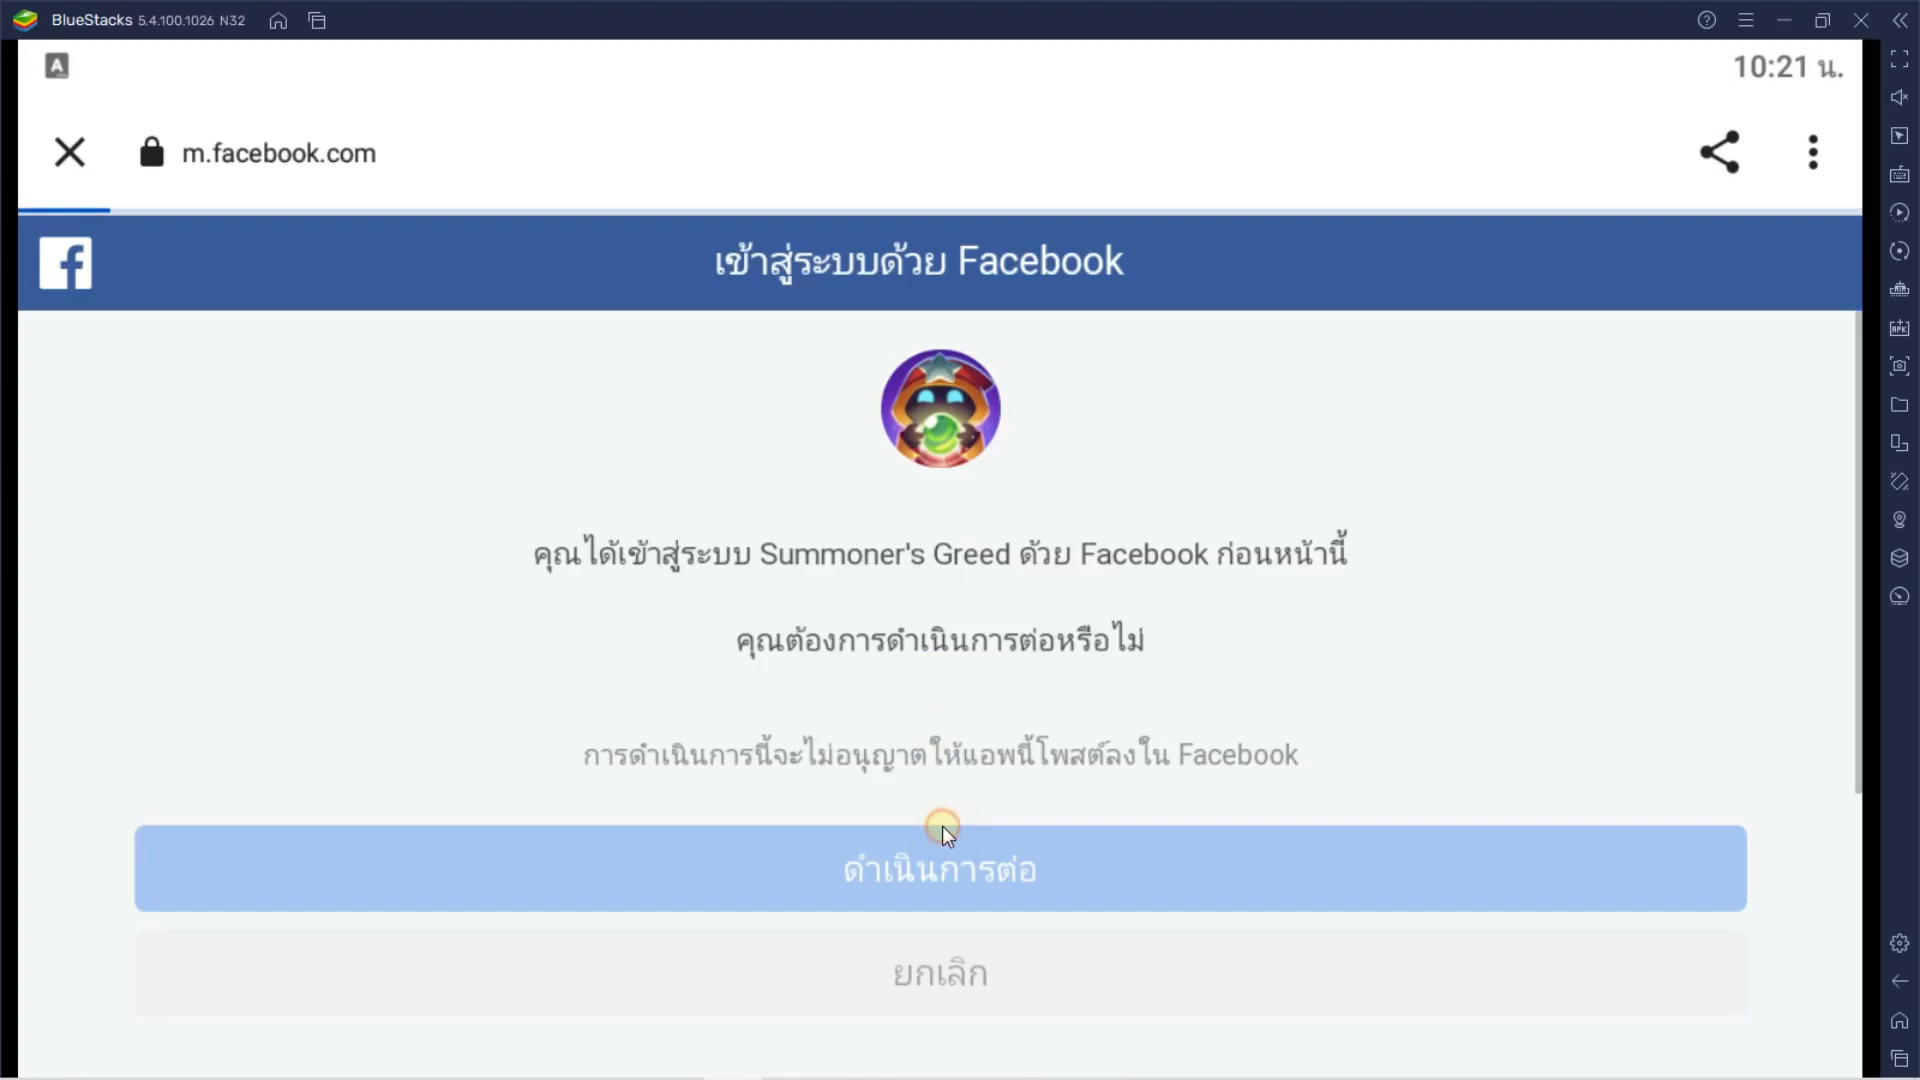 BlueStacks 5.4.100.1026 N32
A
10:21 น.
m.facebook.com
เข้าสู่ระบบด้วย Facebook
คุณได้เข้าสู่ระบบ Summoner's Greed ด้วย Facebook ก่อนหน้านี้
คุณต้องการดำเนินการต่อหรือไม่
การดำเนินการนี้จะไม่อนุญาตให้แอพนี้โพสต์ลงใน Facebook
ดำเนินการต่อ
ยกเลิก